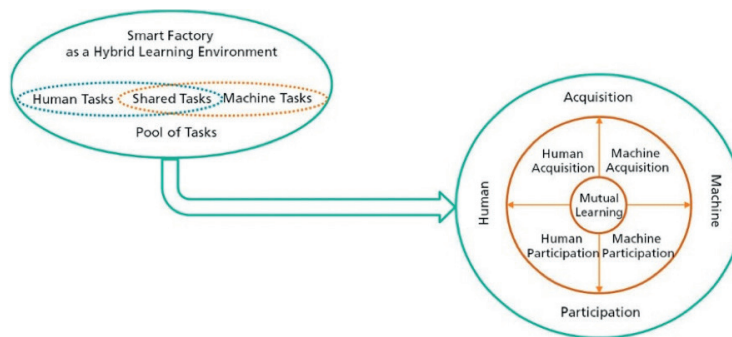 Smart Factory
as a Hybrid Learning Environment
Human Tasks
Shared Tasks
Machine Tasks
Pool of Tasks
Acquisition
Human
Acquisition
Machine
Acquisition
Human
Mutual
Learning
Machine
Human
Participation
Machine
Participation
Participation